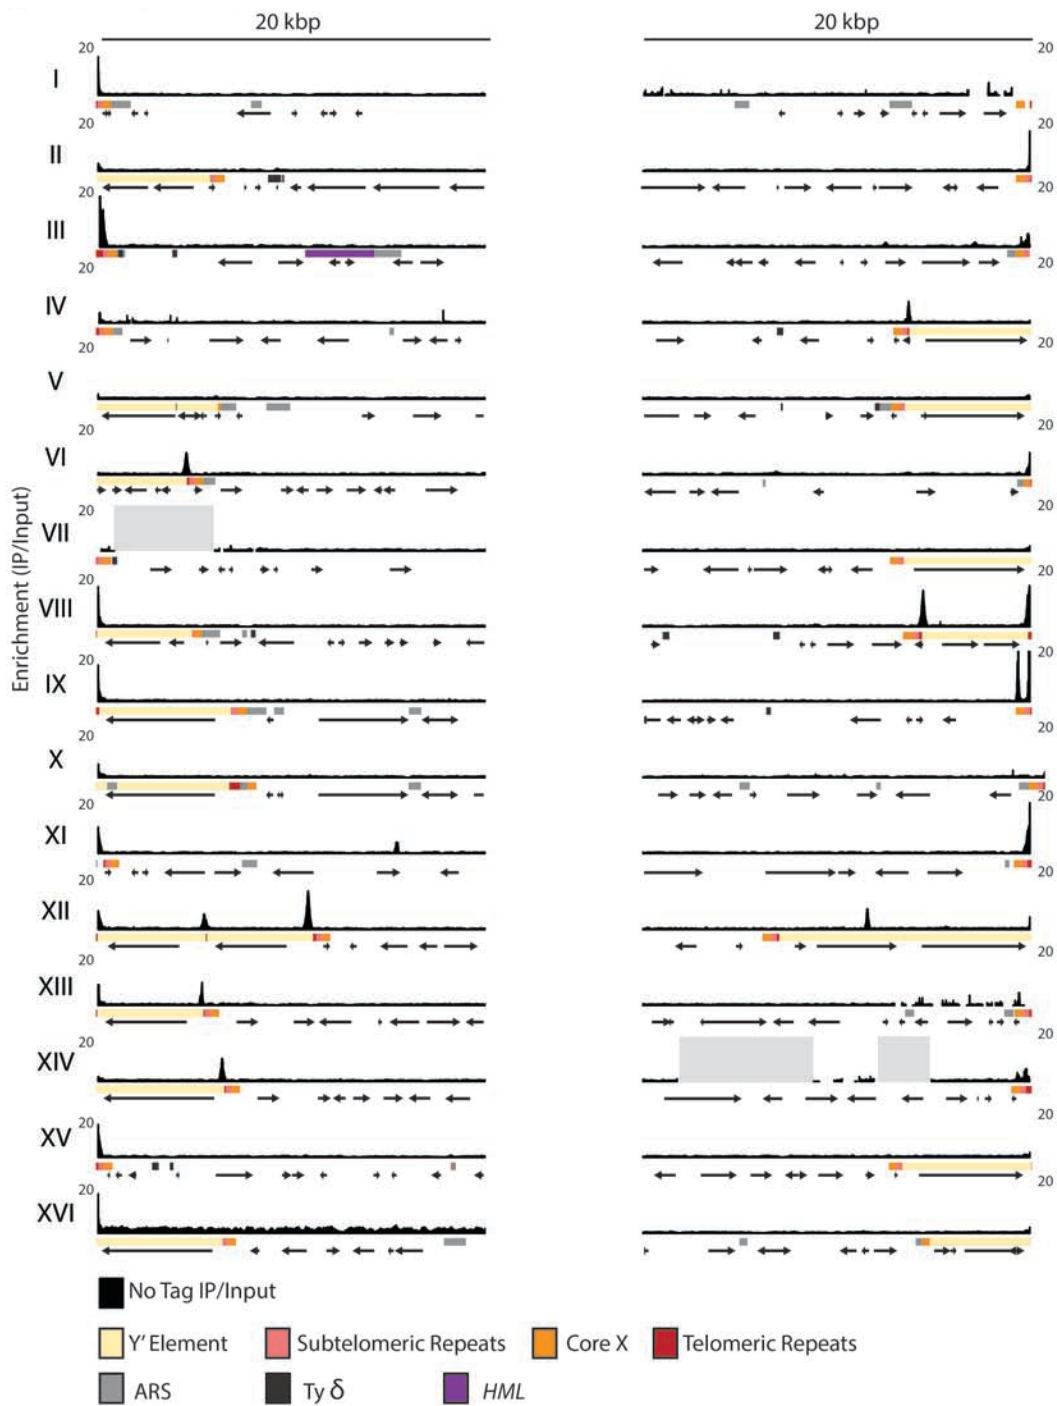 20 kbp 20 kbp
20 20
I
20
II
20 20
III
20 20
IV
20 20
V
20 20
VI
20 20
VII
20 20
VIII
20 20
IX
20 20
X
20 20
XI
20 20
XII
20 20
XIII
20 20
XIV
20
XV
20 20
XVI
Enrichment (IP/Input)
No Tag IP/Input
Y′ Element Subtelomeric Repeats Core X Telomeric Repeats
ARS Ty δ HML